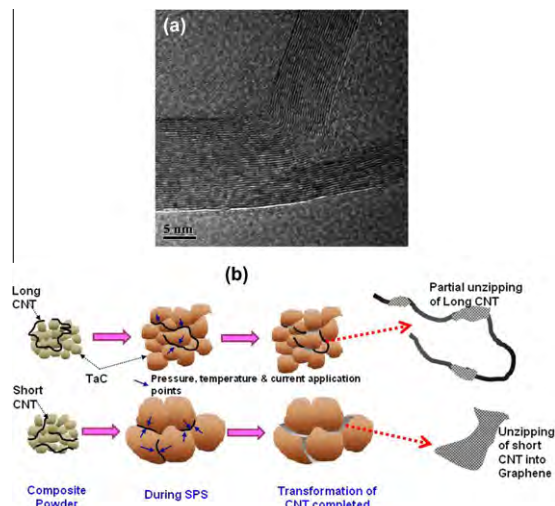 (a)
5 nm
(b)
Long
CNT
Partial unzipping
of Long CNT
TaC
Pressure, temperature & current application
points
Short
CNT
Unzipping
of short
CNT into
Graphene
Composite
Powder
During SPS
Transformation of
CNT completed